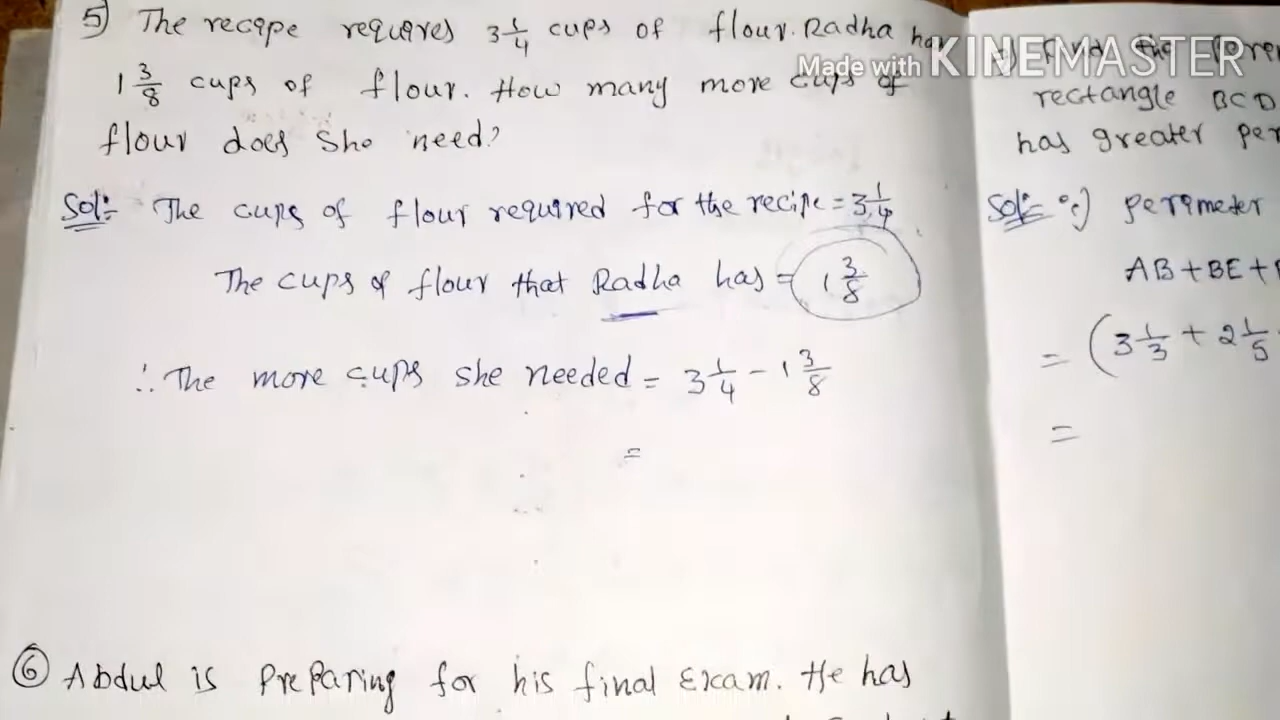 5) The recipe requires 3 1/4 cups of flour. Radha has
1 3/8 cups of flour. How many more cups of
flour does she need?
Sol:- The cups of flour required for the recipe = 3 1/4
The cups of flour that Radha has = 1 3/8
∴ The more cups she needed = 3 1/4 - 1 3/8
=
⑥ Abdul is preparing for his final Exam. He has
Made with KINEMASTER
Find the
rectangle BCD
has greater per
Sol:- i) perimeter
AB + BE +
= (3 1/3 + 2 1/5
=